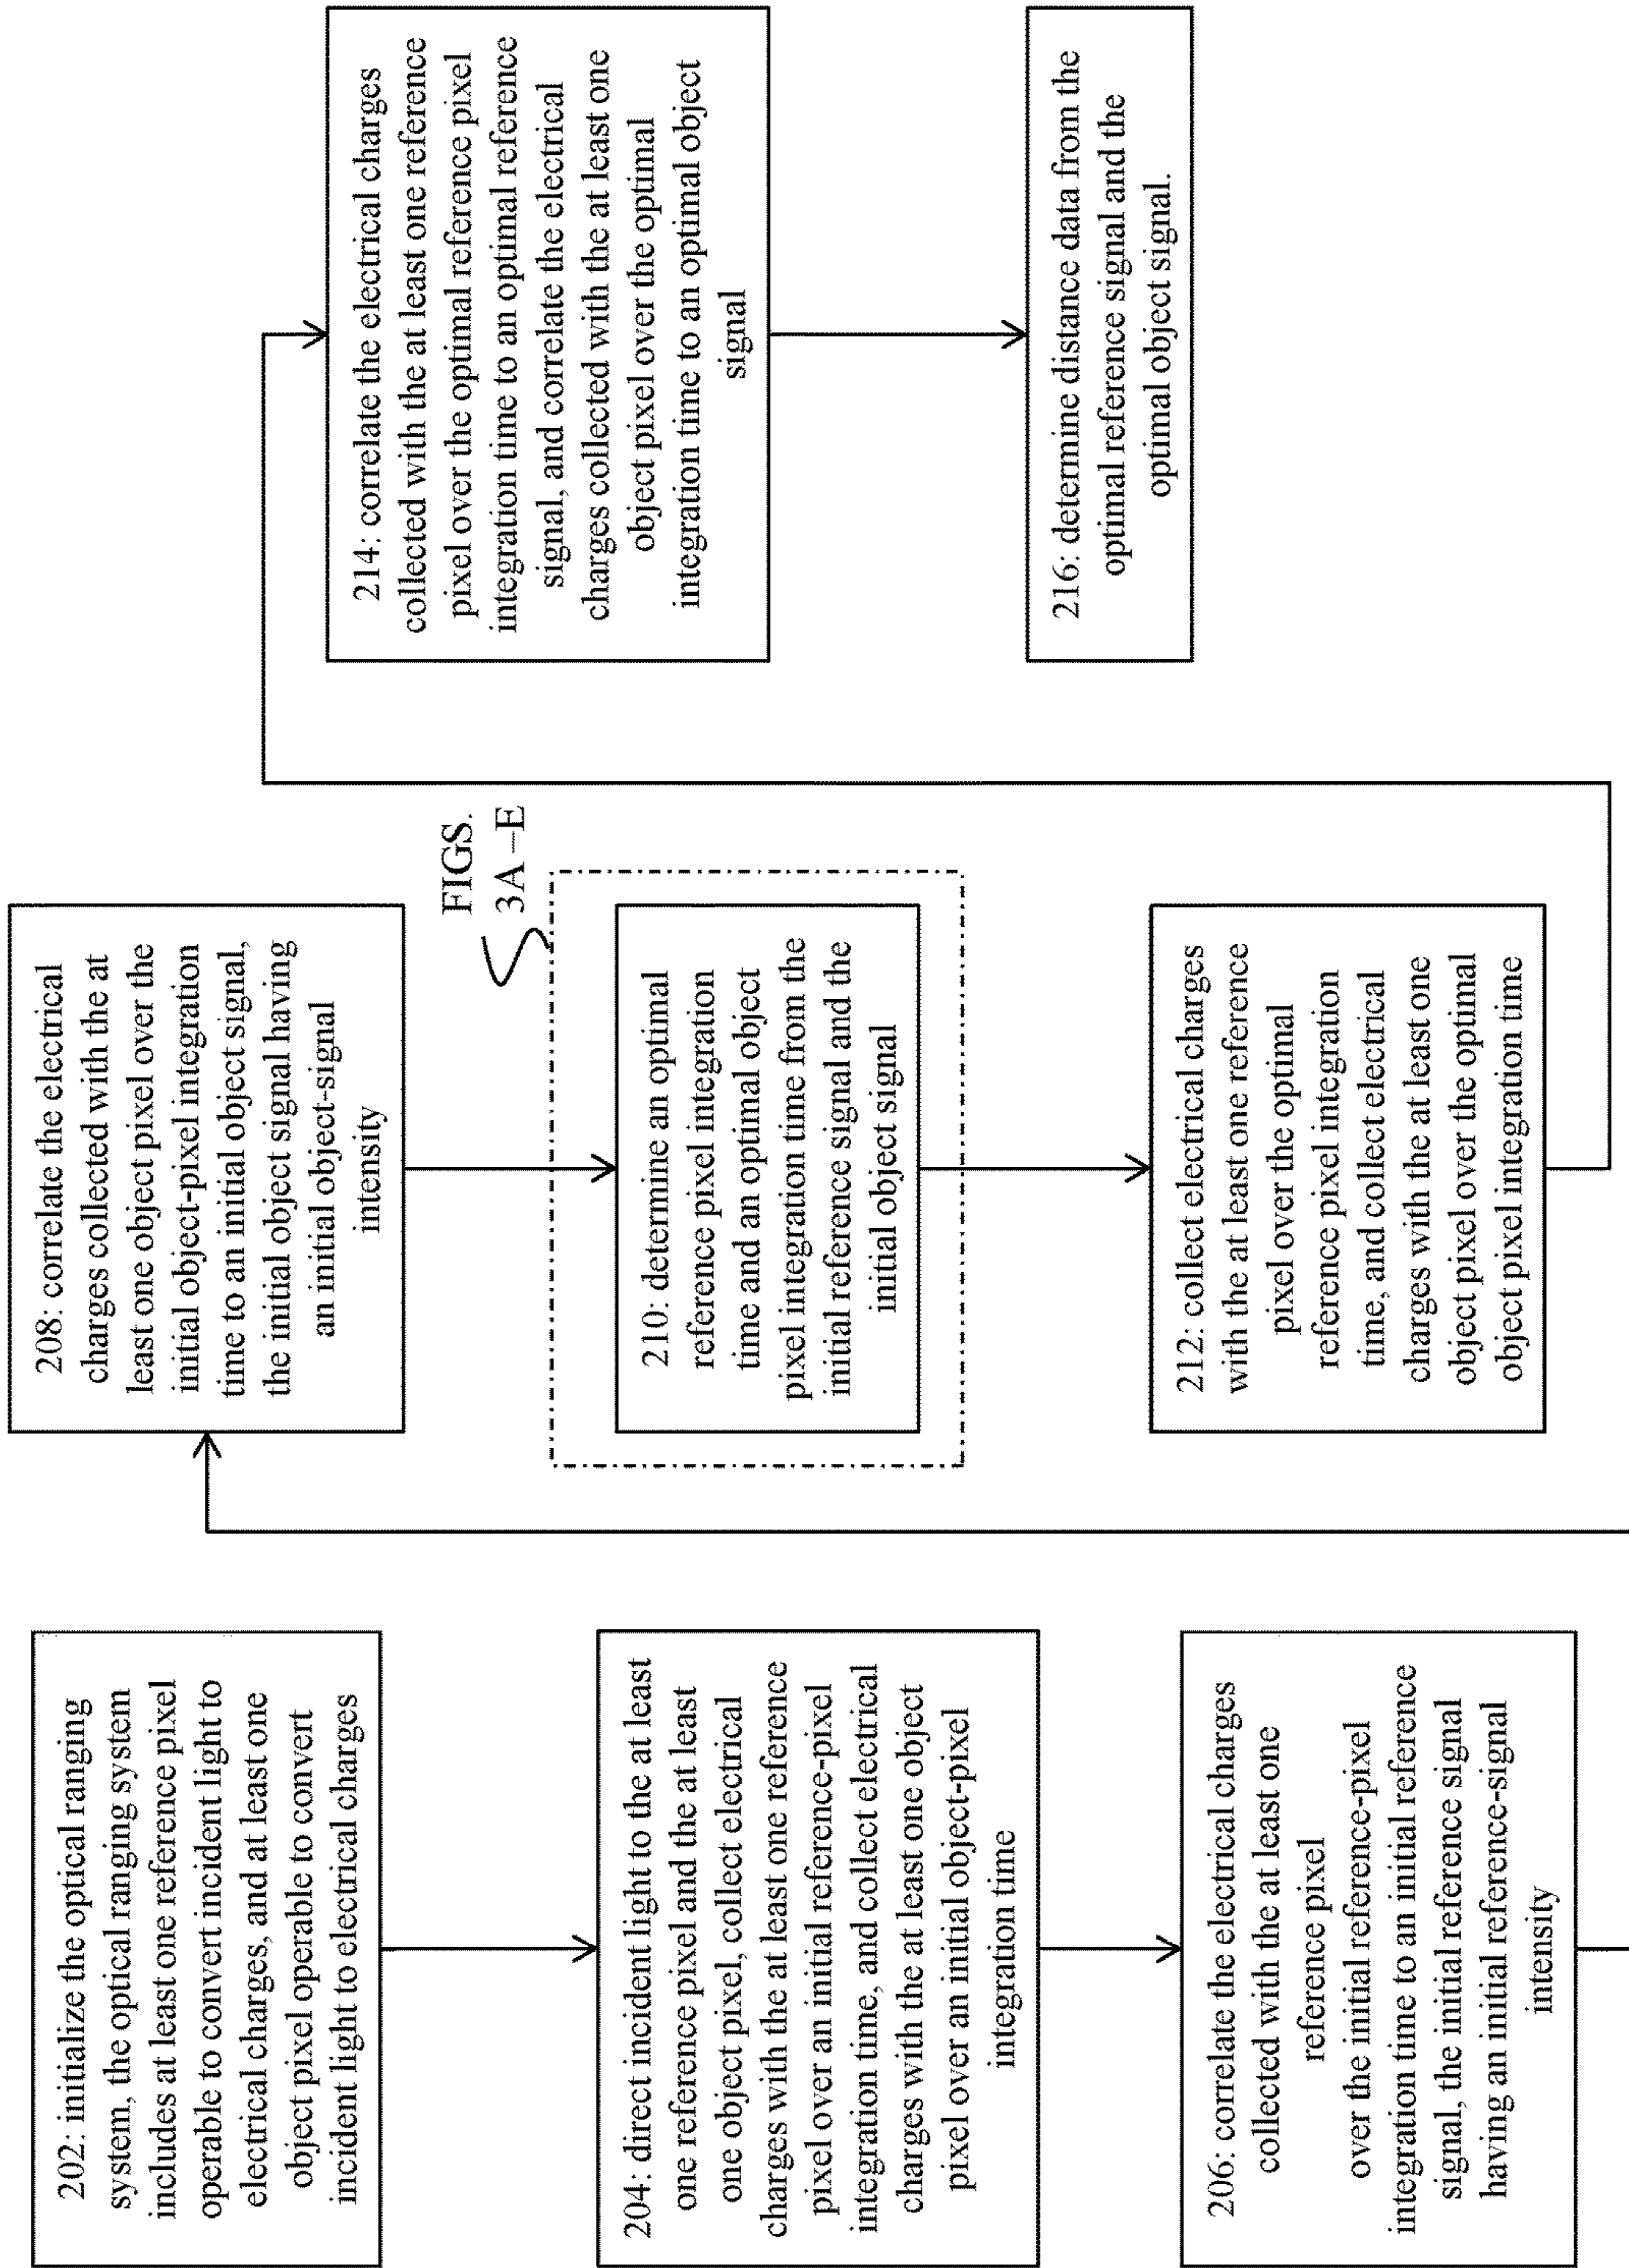 202: initialize the optical ranging
system, the optical ranging system
includes at least one reference pixel
operable to convert incident light to
electrical charges, and at least one
object pixel operable to convert
incident light to electrical charges
204: direct incident light to the at least
one reference pixel and the at least
one object pixel, collect electrical
charges with the at least one reference
pixel over an initial reference-pixel
integration time, and collect electrical
charges with the at least one object
pixel over an initial object-pixel
integration time
206: correlate the electrical charges
collected with the at least one
reference pixel
over the initial reference-pixel
integration time to an initial reference
signal, the initial reference signal
having an initial reference-signal
intensity
208: correlate the electrical
charges collected with the at
least one object pixel over the
initial object-pixel integration
time to an initial object signal,
the initial object signal having
an initial object-signal
intensity
FIGS.
3A –E
210: determine an optimal
reference pixel integration
time and an optimal object
pixel integration time from the
initial reference signal and the
initial object signal
212: collect electrical charges
with the at least one reference
pixel over the optimal
reference pixel integration
time, and collect electrical
charges with the at least one
object pixel over the optimal
object pixel integration time
214: correlate the electrical charges
collected with the at least one reference
pixel over the optimal reference pixel
integration time to an optimal reference
signal, and correlate the electrical
charges collected with the at least one
object pixel over the optimal
integration time to an optimal object
signal
216: determine distance data from the
optimal reference signal and the
optimal object signal.